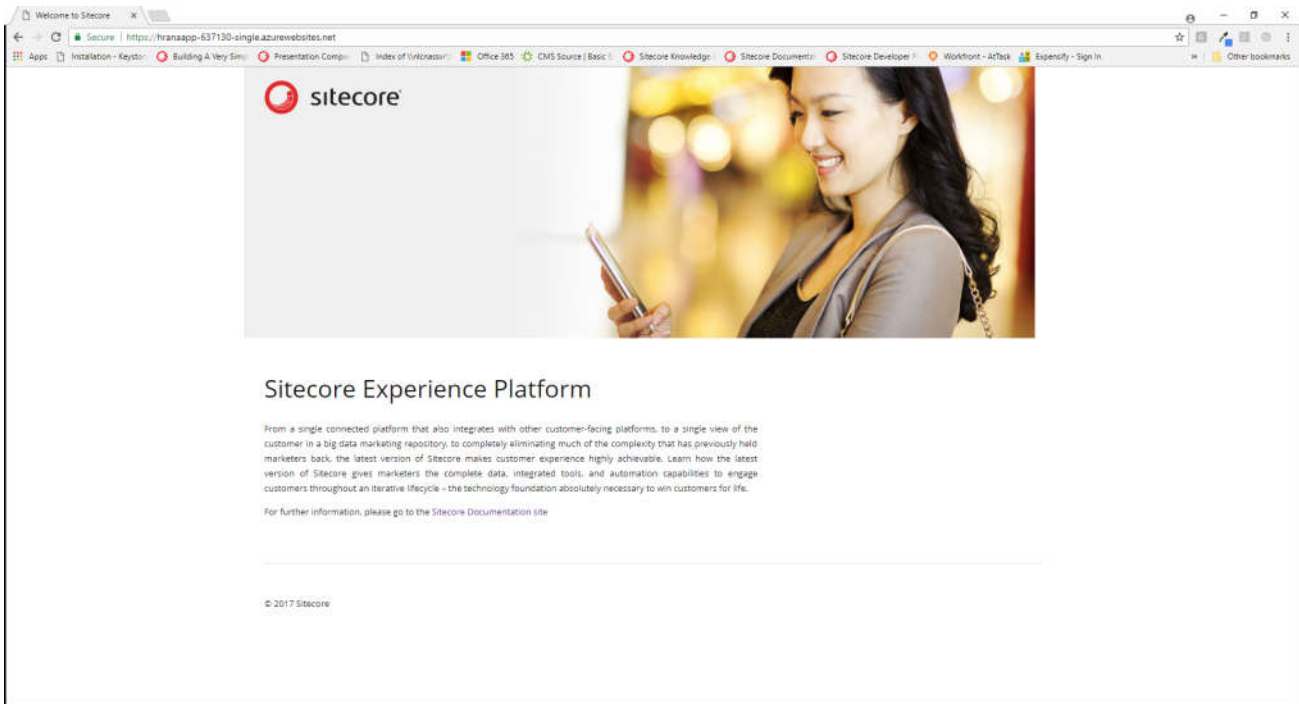 Welcome to Sitecore
Secure | https://hranaapp-637130-single.azurewebsites.net
Apps Installation - Keyston Building A Very Simp Presentation Compo Index of Office 365 CMS Source | Basic Sitecore Knowledge Sitecore Documenta Sitecore Developer Workfront - AtTask Expensify - Sign In » Other bookmarks
sitecore
Sitecore Experience Platform
From a single connected platform that also integrates with other customer-facing platforms, to a single view of the
customer in a big data marketing repository, to completely eliminating much of the complexity that has previously held
marketers back, the latest version of Sitecore makes customer experience highly achievable. Learn how the latest
version of Sitecore gives marketers the complete data, integrated tools, and automation capabilities to engage
customers throughout an iterative lifecycle – the technology foundation absolutely necessary to win customers for life.
For further information, please go to the Sitecore Documentation site
© 2017 Sitecore